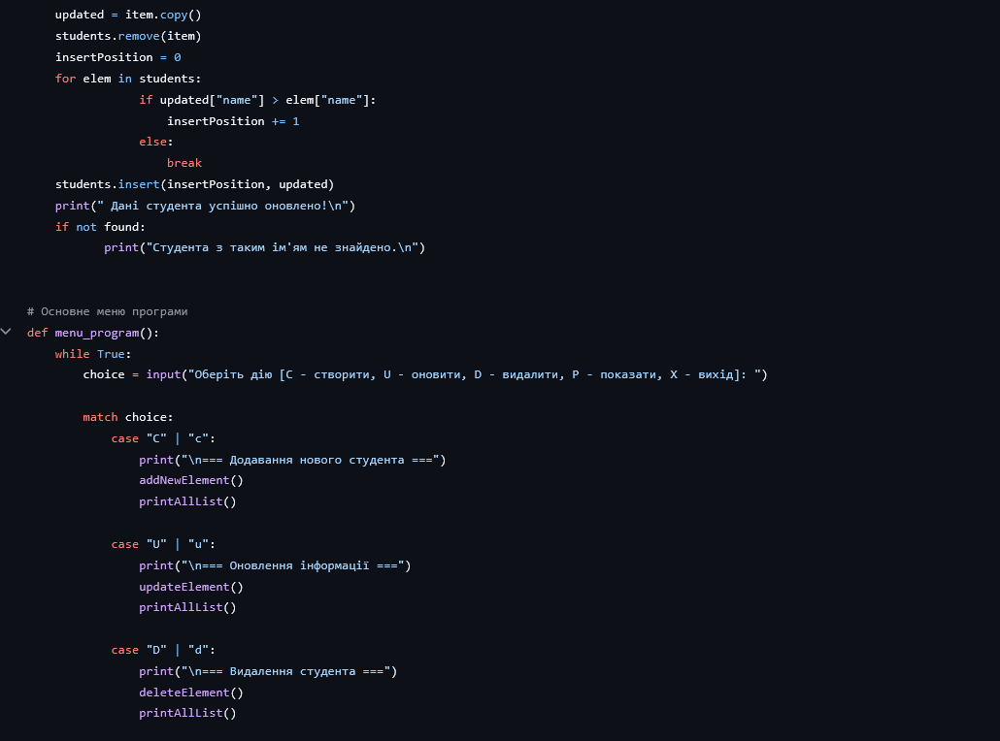 updated = item.copy()
students.remove(item)
insertPosition = 0
for elem in students:
if updated["name"] > elem["name"]:
insertPosition += 1
else:
break
students.insert(insertPosition, updated)
print(" Дані студента успішно оновлено!\n")
if not found:
print("Студента з таким ім'ям не знайдено.\n")
# Основне меню програми
def menu_program():
while True:
choice = input("Оберіть дію [C - створити, U - оновити, D - видалити, P - показати, X - вихід]: ")
match choice:
case "C" | "c":
print("\n=== Додавання нового студента ===")
addNewElement()
printAllList()
case "U" | "u":
print("\n=== Оновлення інформації ===")
updateElement()
printAllList()
case "D" | "d":
print("\n=== Видалення студента ===")
deleteElement()
printAllList()